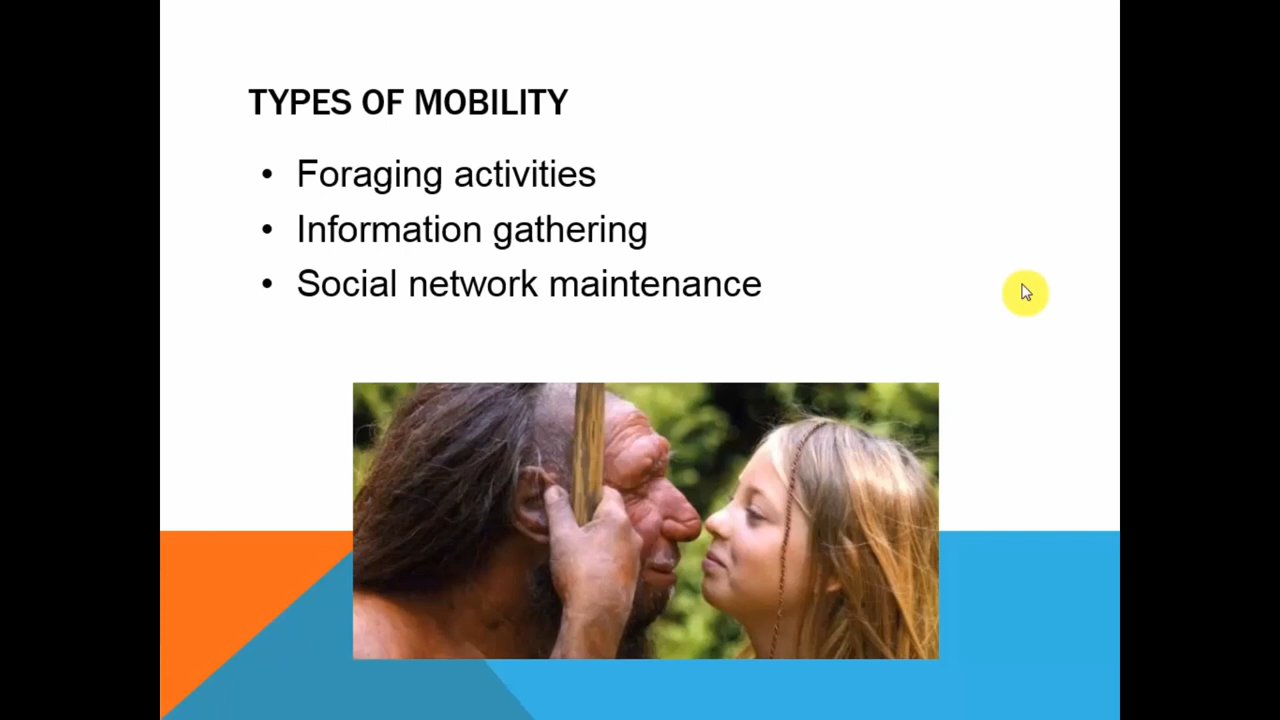 TYPES OF MOBILITY
• Foraging activities
• Information gathering
• Social network maintenance